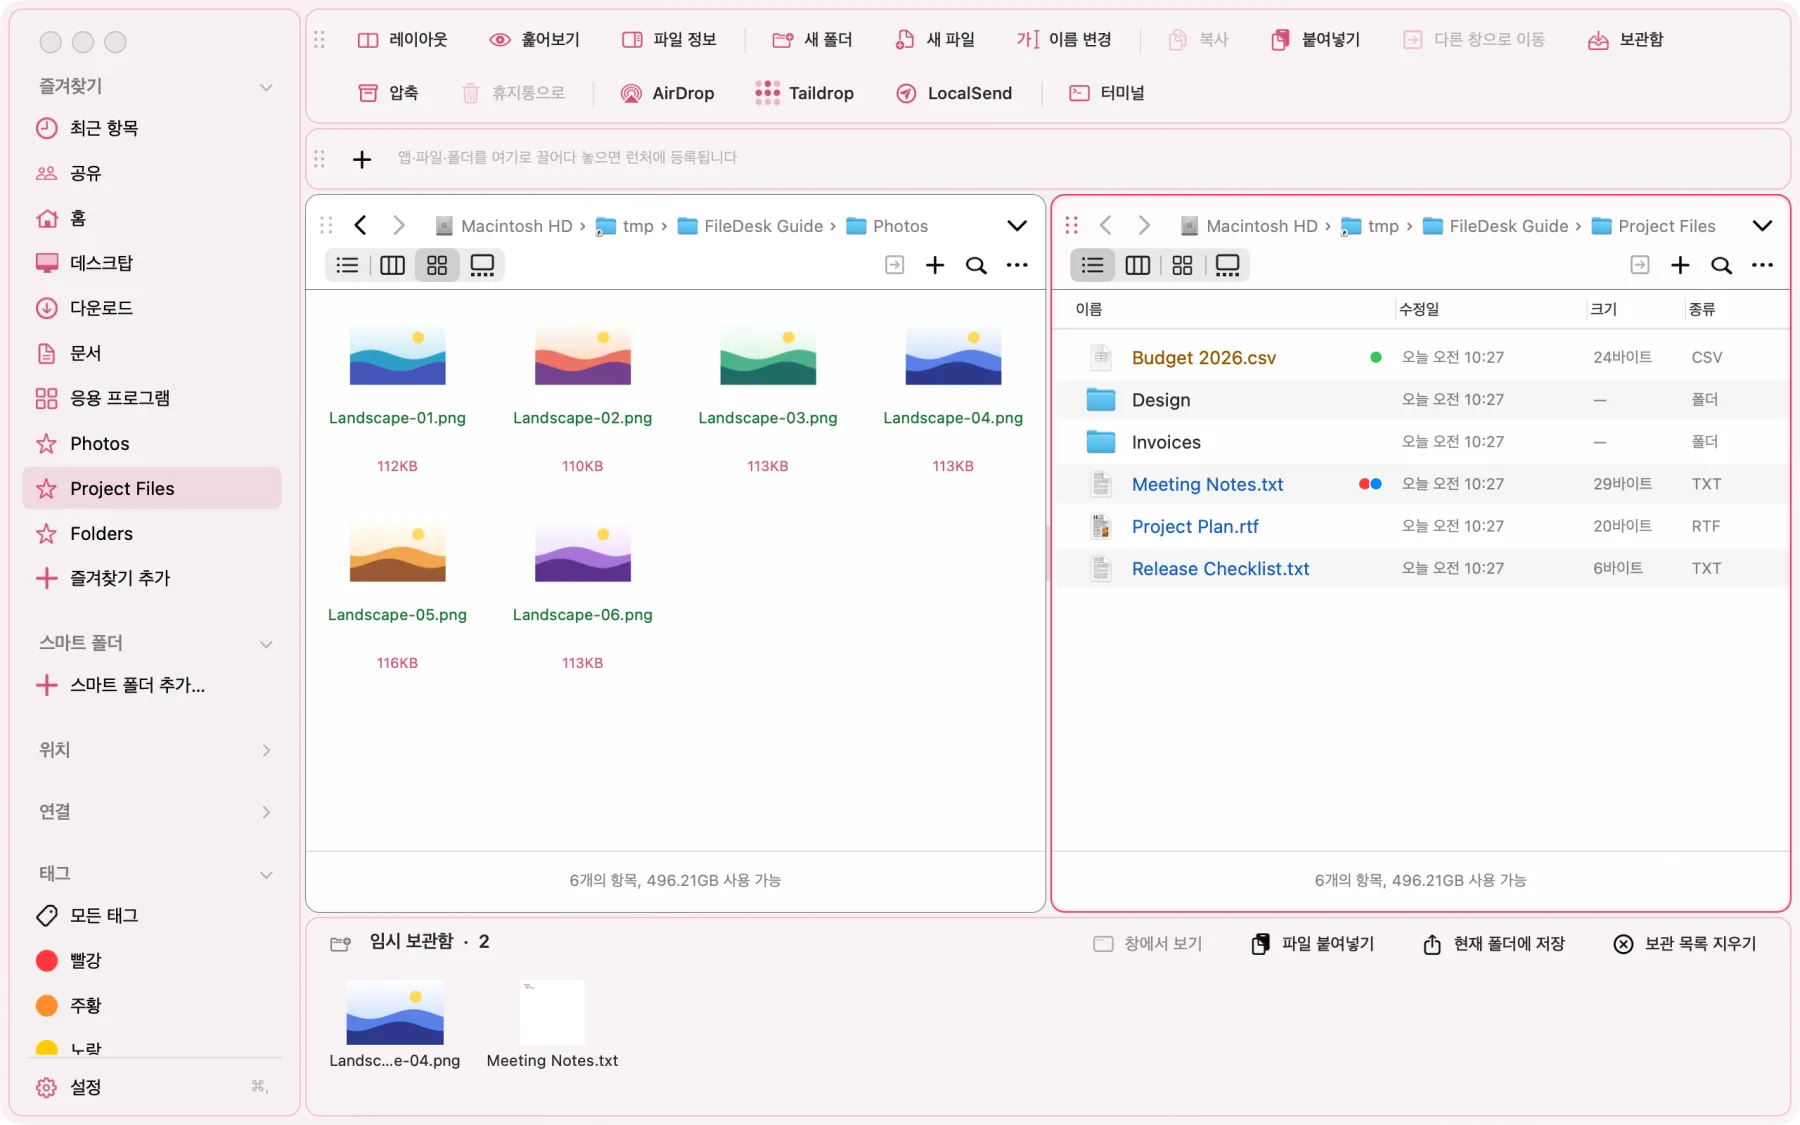 즐겨찾기
최근 항목
공유
홈
데스크탑
다운로드
문서
응용 프로그램
Photos
Project Files
Folders
즐겨찾기 추가
스마트 폴더
스마트 폴더 추가...
위치
연결
태그
모든 태그
빨강
주황
노랑
설정 ⌘,
레이아웃 훑어보기 파일 정보 새 폴더 새 파일 가 이름 변경 복사 붙여넣기 다른 창으로 이동 보관함
압축 휴지통으로 AirDrop Taildrop LocalSend 터미널
앱·파일·폴더를 여기로 끌어다 놓으면 런처에 등록됩니다
Macintosh HD › tmp › FileDesk Guide › Photos
Landscape-01.png Landscape-02.png Landscape-03.png Landscape-04.png
112KB 110KB 113KB 113KB
Landscape-05.png Landscape-06.png
116KB 113KB
6개의 항목, 496.21GB 사용 가능
Macintosh HD › tmp › FileDesk Guide › Project Files
이름 수정일 크기 종류
Budget 2026.csv 오늘 오전 10:27 24바이트 CSV
Design 오늘 오전 10:27 — 폴더
Invoices 오늘 오전 10:27 — 폴더
Meeting Notes.txt 오늘 오전 10:27 29바이트 TXT
Project Plan.rtf 오늘 오전 10:27 20바이트 RTF
Release Checklist.txt 오늘 오전 10:27 6바이트 TXT
6개의 항목, 496.21GB 사용 가능
임시 보관함 · 2 창에서 보기 파일 붙여넣기 현재 폴더에 저장 보관 목록 지우기
Landsc...e-04.png Meeting Notes.txt